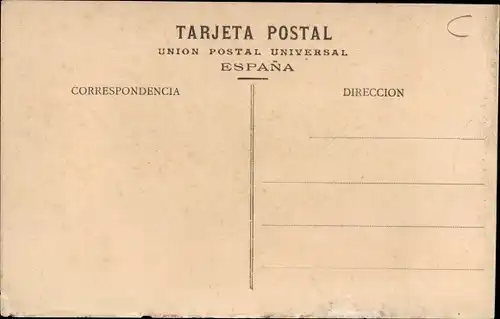 TARJETA POSTAL
UNION POSTAL UNIVERSAL
ESPAÑA
CORRESPONDENCIA
DIRECCION